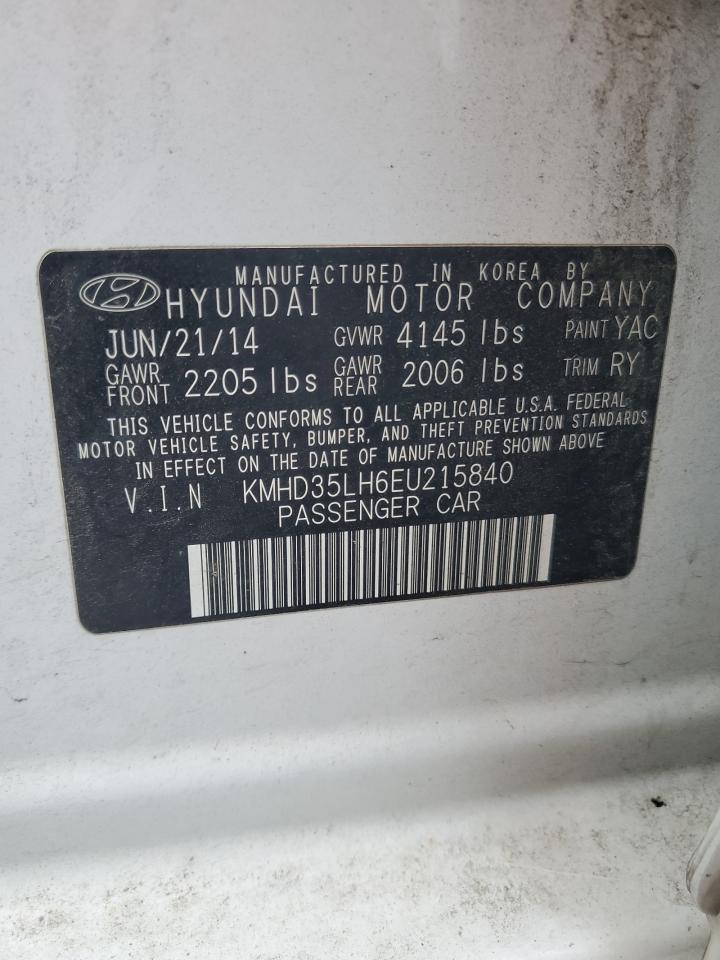 MANUFACTURED IN KOREA BY
HYUNDAI MOTOR COMPANY
JUN/21/14 GVWR 4145 lbs PAINT YAC
GAWR FRONT 2205 lbs GAWR REAR 2006 lbs TRIM RY
THIS VEHICLE CONFORMS TO ALL APPLICABLE U.S.A. FEDERAL
MOTOR VEHICLE SAFETY, BUMPER, AND THEFT PREVENTION STANDARDS
IN EFFECT ON THE DATE OF MANUFACTURE SHOWN ABOVE
V.I.N KMHD35LH6EU215840
PASSENGER CAR